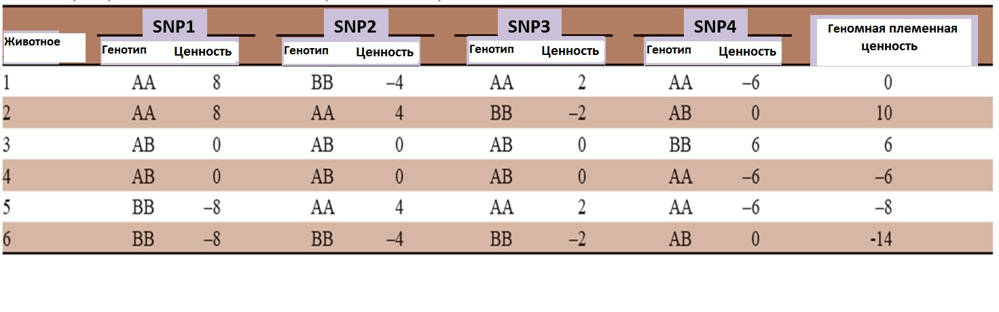 SNP1 SNP2 SNP3 SNP4 Геномная племенная
Животное Генотип Ценность Генотип Ценность Генотип Ценность Генотип Ценность ценность
1 AA 8 BB –4 AA 2 AA –6 0
2 AA 8 AA 4 BB –2 AB 0 10
3 AB 0 AB 0 AB 0 BB 6 6
4 AB 0 AB 0 AB 0 AA –6 –6
5 BB –8 AA 4 AA 2 AA –6 –8
6 BB –8 BB –4 BB –2 AB 0 -14